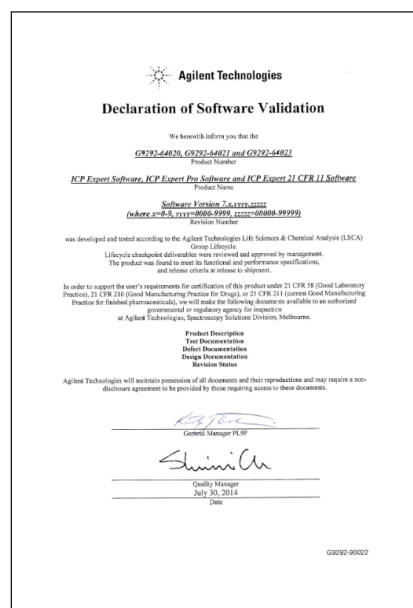 Agilent Technologies
Declaration of Software Validation
We herewith inform you that the
G9292-64020, G9292-64021 and G9292-64023
Product Number
ICP Expert Software, ICP Expert Pro Software and ICP Expert 21 CFR 11 Software
Product Name
Software Version 7.x.yyyy.zzzzz
(where x=0-9, yyyy=0000-9999, zzzzz=00000-99999)
Revision Number
was developed and tested according to the Agilent Technologies Life Sciences & Chemical Analysis (LSCA)
Group Lifecycle.
Lifecycle checkpoint deliverables were reviewed and approved by management.
The product was found to meet its functional and performance specifications,
and release criteria at release to shipment.
In order to support the user's requirements for certification of this product under 21 CFR 58 (Good Laboratory
Practice), 21 CFR 210 (Good Manufacturing Practice for Drugs), or 21 CFR 211 (current Good Manufacturing
Practice for finished pharmaceuticals), we will make the following documents available to an authorized
governmental or regulatory agency for inspection
at Agilent Technologies, Spectroscopy Solutions Division, Melbourne.
Product Description
Test Documentation
Defect Documentation
Design Documentation
Revision Status
Agilent Technologies will maintain possession of all documents and their reproductions and may require a non-
disclosure agreement to be provided by those requiring access to these documents.
General Manager PL9F
Quality Manager
July 30, 2014
Date
G9292-90022